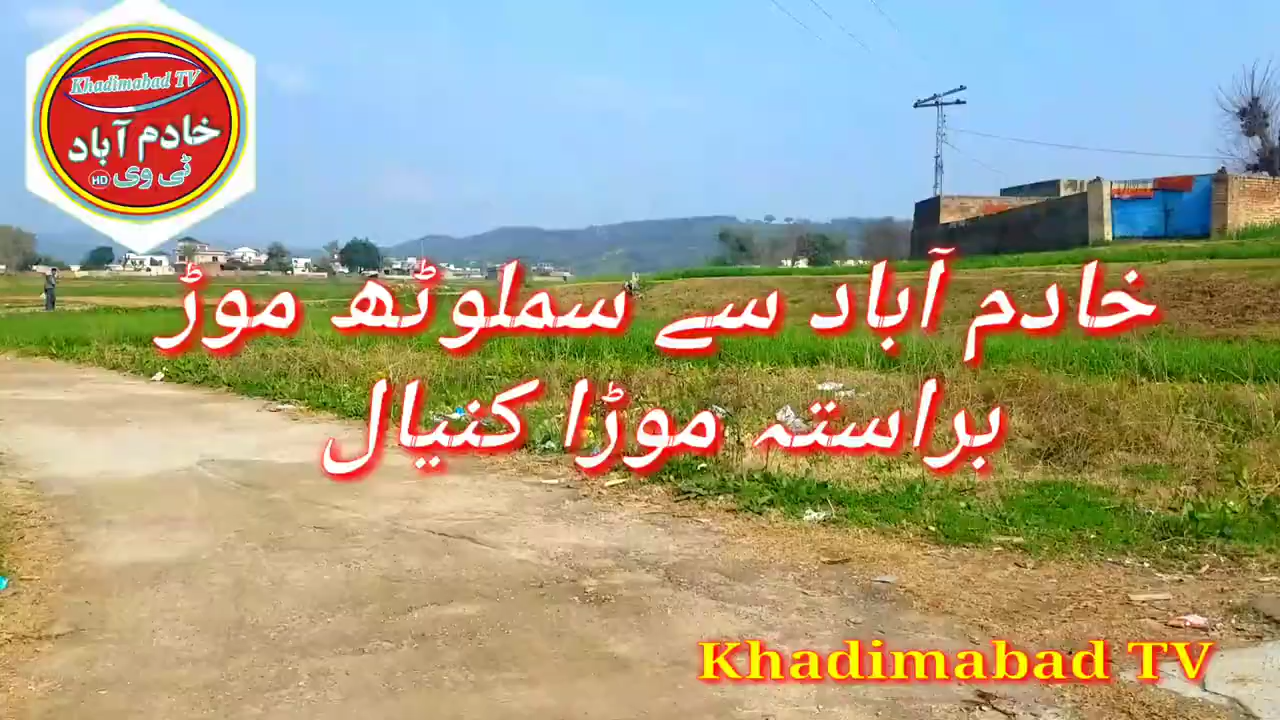 Khadimabad TV
خادم آباد
ٹی وی HD
خادم آباد سے سملوٹھ موڑ
براستہ موڑا کنیال
Khadimabad TV